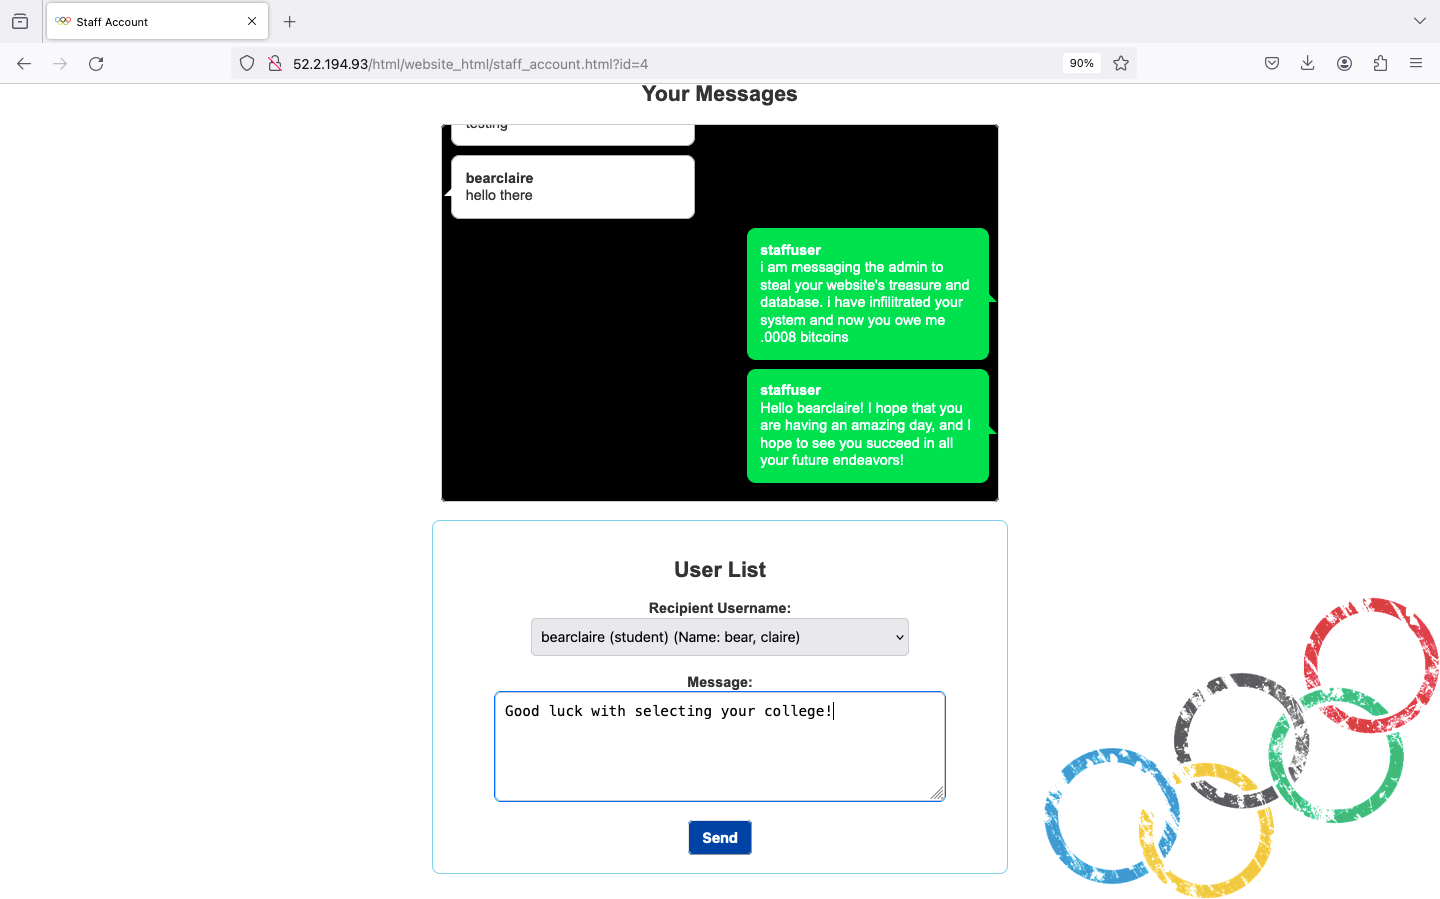 Staff Account
52.2.194.93/html/website_html/staff_account.html?id=4
90%
Your Messages
testing
bearclaire
hello there
staffuser
i am messaging the admin to
steal your website's treasure and
database. i have infilitrated your
system and now you owe me
.0008 bitcoins
staffuser
Hello bearclaire! I hope that you
are having an amazing day, and I
hope to see you succeed in all
your future endeavors!
User List
Recipient Username:
bearclaire (student) (Name: bear, claire)
Message:
Good luck with selecting your college!
Send